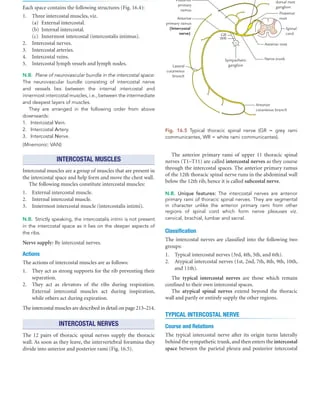 Each space contains the following structures (Fig. 16.4):
1. Three intercostal muscles, viz.
(a) External intercostal.
(b) Internal intercostal.
(c) Innermost intercostal (intercostalis intimus).
2. Intercostal nerves.
3. Intercostal arteries.
4. Intercostal veins.
5. Intercostal lymph vessels and lymph nodes.
N.B. Plane of neurovascular bundle in the intercostal space:
The neurovascular bundle consisting of intercostal nerve
and vessels lies between the internal intercostal and
innermost intercostal muscles, i.e., between the intermediate
and deepest layers of muscles.
They are arranged in the following order from above
downwards:
1. Intercostal Vein.
2. Intercostal Artery
3. Intercostal Nerve
(Mnemonic: VAN)
INTERCOSTAL MUSCLES
Intercostal muscles are a group of muscles that are present in
the intercostal space and help form and move the chest wall.
The following muscles constitute intercostal muscles:
1. External intercostal muscle.
2. Internal intercostal muscle.
3. Innermost intercostal muscle (intercostalis intimi).
N.B. Strictly speaking, the intercostalis intimi is not present
in the intercostal space as it lies on the deeper aspects of
the ribs.
Nerve supply: By intercostal nerves.
Actions
The actions of intercostal muscles are as follows:
1. They act as strong supports for the rib preventing their
separation.
2. They act as elevators of the ribs during respiration.
External intercostal muscles act during inspiration,
while others act during expiration.
The intercostal muscles are described in detail on page 213–214.
INTERCOSTAL NERVES
The 12 pairs of thoracic spinal nerves supply the thoracic
wall. As soon as they leave, the intervertebral foramina they
divide into anterior and posterior rami (Fig. 16.5).
primary
ramus
Anterior
primary ramus
(Intercostal
nerve)
Lateral
cutaneous
branch
GR
WR
Sympathetic
ganglion
dorsal root
ganglion
Posterior
root
Spinal
cord
Anterior root
Nerve trunk
Anterior
cutaneous branch
Fig. 16.5 Typical thoracic spinal nerve (GR = grey rami
communicantes, WR = white rami communicantes).
The anterior primary rami of upper 11 thoracic spinal
nerves (T1–T11) are called intercostal nerves as they course
through the intercostal spaces. The anterior primary ramus
of the 12th thoracic spinal nerve runs in the abdominal wall
below the 12th rib, hence it is called subcostal nerve.
N.B. Unique features: The intercostal nerves are anterior
primary rami of thoracic spinal nerves. They are segmental
in character unlike the anterior primary rami from other
regions of spinal cord which form nerve plexuses viz.
cervical, brachial, lumbar and sacral.
Classification
The intercostal nerves are classified into the following two
groups:
1. Typical intercostal nerves (3rd, 4th, 5th, and 6th).
2. Atypical intercostal nerves (1st, 2nd, 7th, 8th, 9th, 10th,
and 11th).
The typical intercostal nerves are those which remain
confined to their own intercostal spaces.
The atypical spinal nerves extend beyond the thoracic
wall and partly or entirely supply the other regions.
TYPICAL INTERCOSTAL NERVE
Course and Relations
The typical intercostal nerve after its origin turns laterally
behind the sympathetic trunk, and then enters the intercostal
space between the parietal pleura and posterior intercostal